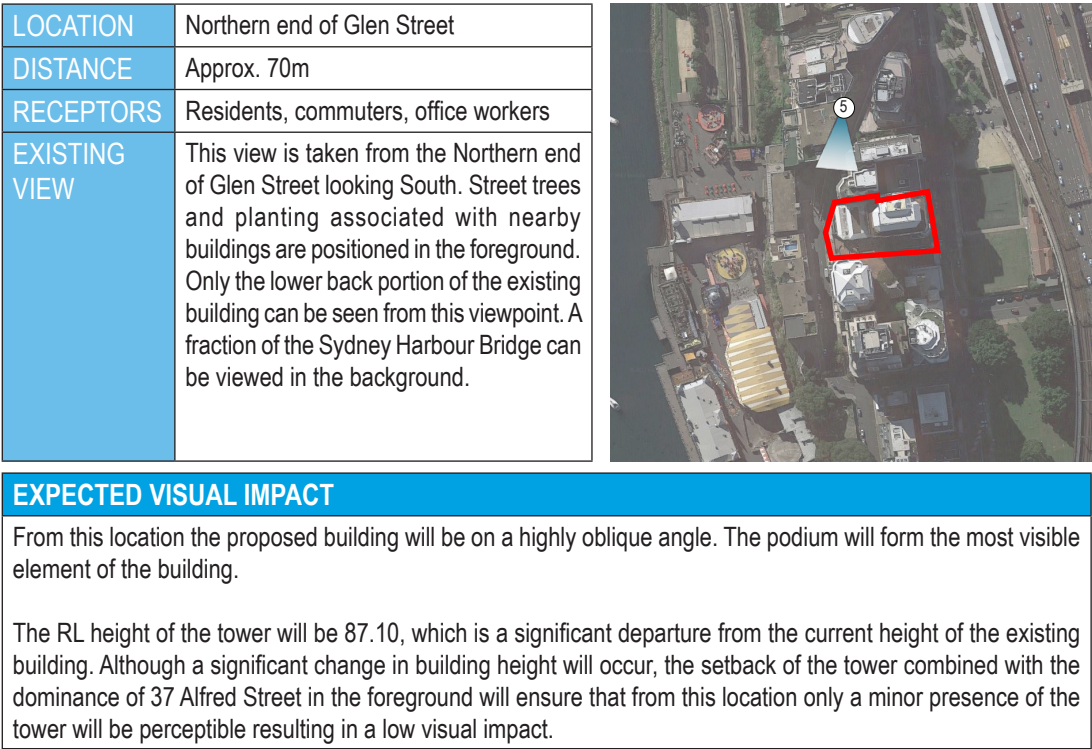 LOCATION
Northern end of Glen Street
DISTANCE
Approx. 70m
RECEPTORS
Residents, commuters, office workers
EXISTING
VIEW
This view is taken from the Northern end
of Glen Street looking South. Street trees
and planting associated with nearby
buildings are positioned in the foreground.
Only the lower back portion of the existing
building can be seen from this viewpoint. A
fraction of the Sydney Harbour Bridge can
be viewed in the background.
5
EXPECTED VISUAL IMPACT
From this location the proposed building will be on a highly oblique angle. The podium will form the most visible
element of the building.
The RL height of the tower will be 87.10, which is a significant departure from the current height of the existing
building. Although a significant change in building height will occur, the setback of the tower combined with the
dominance of 37 Alfred Street in the foreground will ensure that from this location only a minor presence of the
tower will be perceptible resulting in a low visual impact.